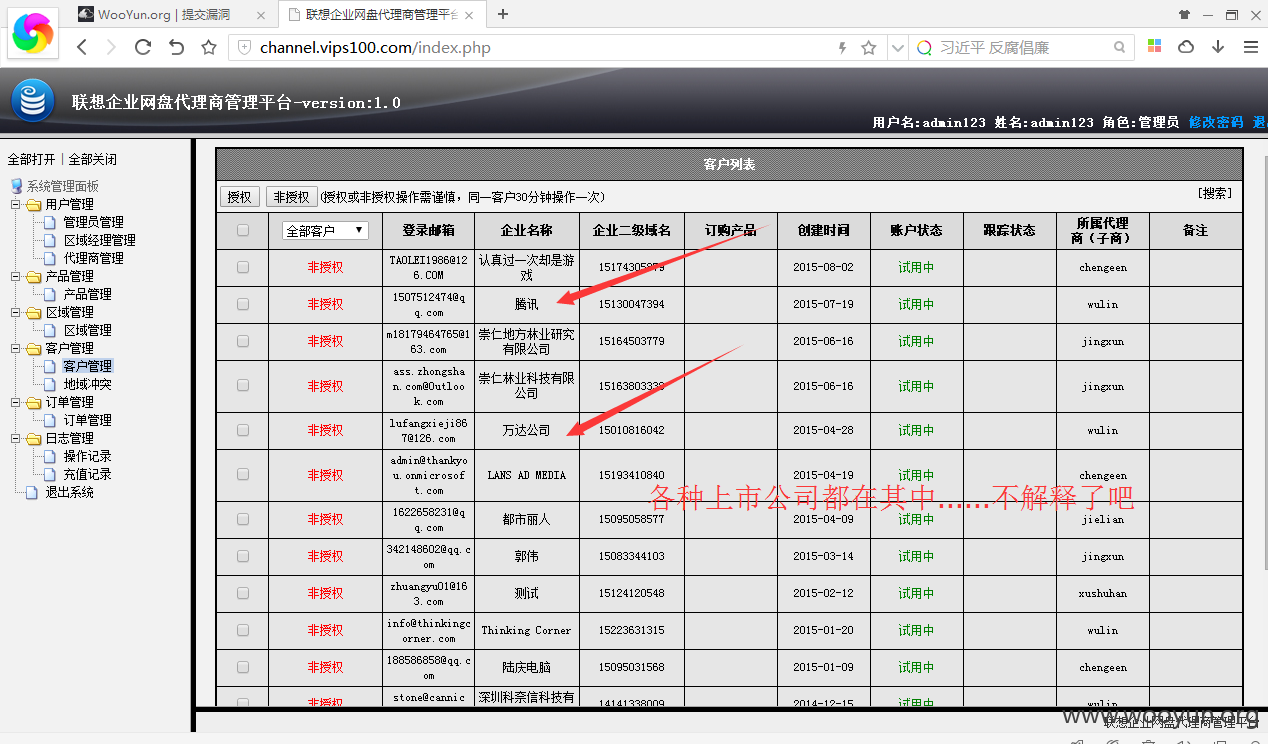 WooYun.org | 提交漏洞
联想企业网盘代理商管理平台
channel.vips100.com/index.php
习近平 反腐倡廉
联想企业网盘代理商管理平台-version:1.0
用户名:admin123 姓名:admin123 角色:管理员 修改密码 退
全部打开 | 全部关闭
系统管理面板
用户管理
管理员管理
区域经理管理
代理商管理
产品管理
产品管理
区域管理
区域管理
客户管理
客户管理
地域冲突
订单管理
订单管理
日志管理
操作记录
充值记录
退出系统
客户列表
授权 非授权 (授权或非授权操作需谨慎，同一客户30分钟操作一次) [搜索]
全部客户 登录邮箱 企业名称 企业二级域名 订购产品 创建时间 账户状态 跟踪状态 所属代理 备注
商（子商）
非授权 TAOLEI1986@12 认真过一次却是游 15174305879 2015-08-02 试用中 chengeen
6.COM 戏
非授权 1507512474@q 腾讯 15130047394 2015-07-19 试用中 wulin
q.com
非授权 m18179464765@1 崇仁地方林业研究 15164503779 2015-06-16 试用中 jingxun
63.com 有限公司
非授权 ass.zhongsha 崇仁林业科技有限 15163803339 2015-06-16 试用中 jingxun
n.com@Outloo 公司
k.com
非授权 lufangxieji86 万达公司 15010816042 2015-04-28 试用中 wulin
7@126.com
非授权 admin@thankyo LANS AD MEDIA 15193410840 2015-04-19 试用中 chengeen
u.onmicrosof
t.com
各种上市公司都在其中......不解释了吧
非授权 1622658231@q 都市丽人 15095058577 2015-04-09 试用中 jielian
q.com
非授权 342148602@qq.c 郭伟 15083344103 2015-03-14 试用中 jingxun
om
非授权 zhuangyu01@16 测试 15124120548 2015-02-12 试用中 xushuhan
3.com
非授权 info@thinkingc Thinking Corner 15223631315 2015-01-20 试用中 wulin
orner.com
非授权 188586858@qq.c 陆庆电脑 15095031568 2015-01-09 试用中 chengeen
om
非授权 stone@cannic 深圳科奈信科技有 14141338009 2014-12-15 试用中 wulin
www.wooyun.org
联想企业网盘代理商管理平台